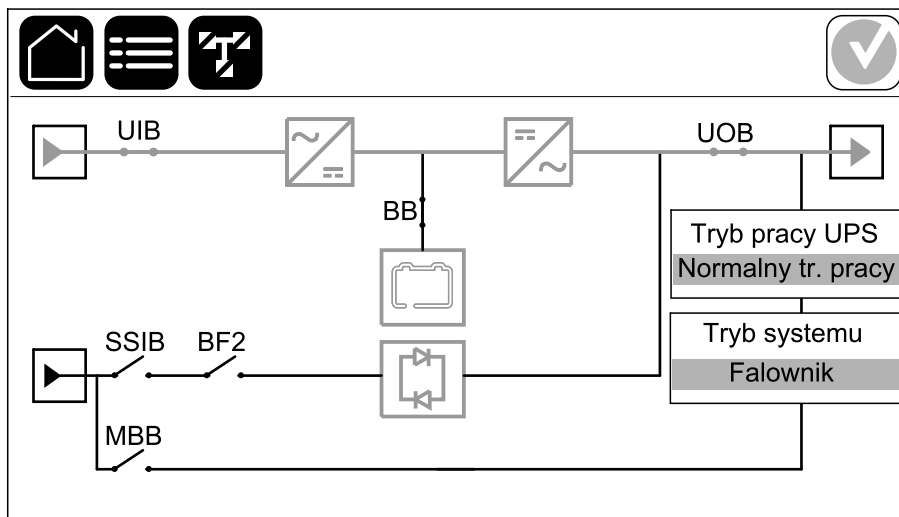 UIB
UOB
BB
Tryb pracy UPS
Normalny tr. pracy
SSIB
BF2
Tryb systemu
Falownik
MBB